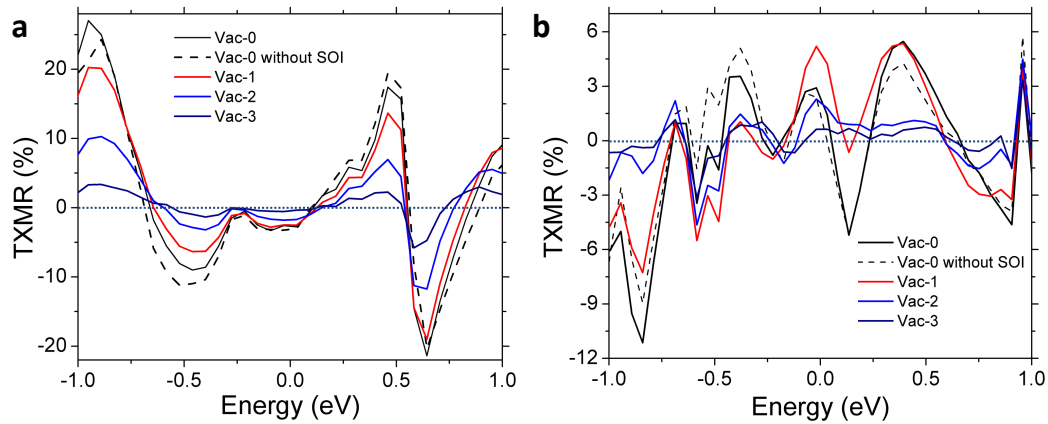 a
TXMR (%)
20
10
0
-10
-20
Vac-0
Vac-0 without SOI
Vac-1
Vac-2
Vac-3
-1.0 -0.5 0.0 0.5 1.0
Energy (eV)
b
TXMR (%)
6
3
0
-3
-6
-9
-12
Vac-0
Vac-0 without SOI
Vac-1
Vac-2
Vac-3
-1.0 -0.5 0.0 0.5 1.0
Energy (eV)